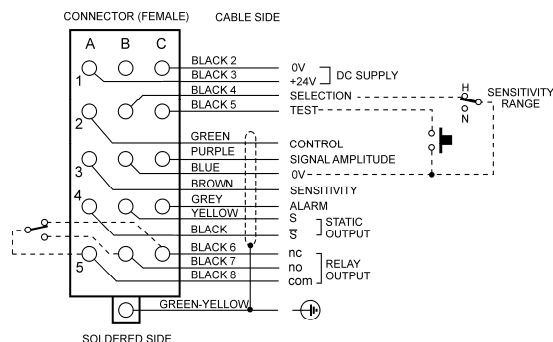 CONNECTOR (FEMALE) CABLE SIDE
A B C
BLACK 2 0V
BLACK 3 +24V DC SUPPLY
1
BLACK 4 SELECTION H SENSITIVITY
BLACK 5 TEST RANGE
N
2
GREEN CONTROL
PURPLE SIGNAL AMPLITUDE
BLUE 0V
3
BROWN SENSITIVITY
GREY ALARM
4
YELLOW S STATIC
BLACK S̅ OUTPUT
BLACK 6 nc
BLACK 7 no RELAY
5
BLACK 8 com OUTPUT
GREEN-YELLOW
SOLDERED SIDE